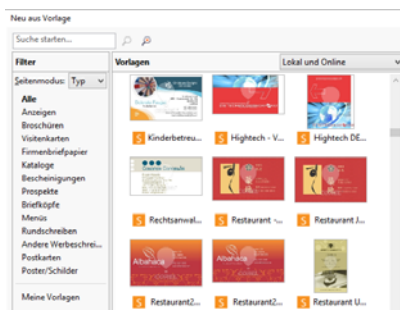 Neu aus Vorlage
Suche starten...
Filter
Vorlagen
Lokal und Online
Seitenmodus: Typ
Alle
Anzeigen
Broschüren
Visitenkarten
Firmenbriefpapier
Kataloge
Bescheinigungen
Prospekte
Briefköpfe
Menüs
Rundschreiben
Andere Werbeschrei...
Postkarten
Poster/Schilder
Meine Vorlagen
S Kinderbetreu...
S Hightech - V...
S Hightech DE...
S Rechtsanwal...
S Restaurant -...
S Restaurant J...
Albahaca
Albahaca
S Restaurant2...
S Restaurant2...
S Restaurant U...